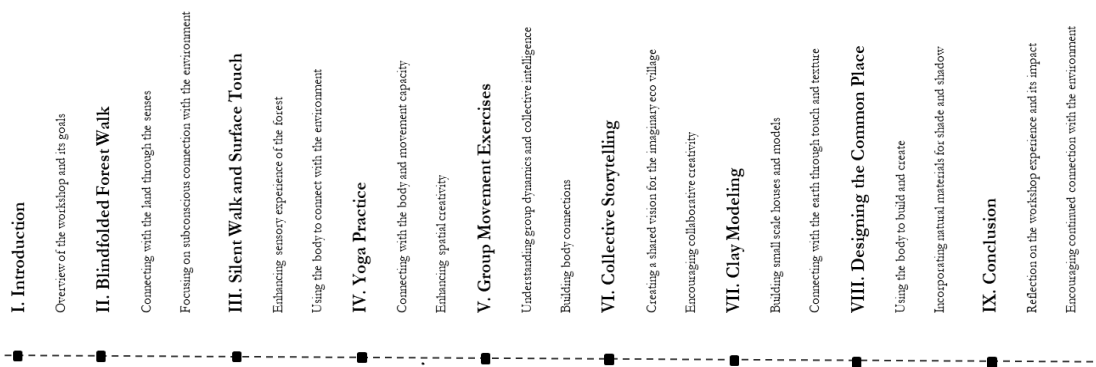 I. Introduction
Overview of the workshop and its goals
II. Blindfolded Forest Walk
Connecting with the land through the senses
Focusing on subconscious connection with the environment
III. Silent Walk and Surface Touch
Enhancing sensory experience of the forest
Using the body to connect with the environment
IV. Yoga Practice
Connecting with the body and movement capacity
Enhancing spatial creativity
V. Group Movement Exercises
Understanding group dynamics and collective intelligence
Building body connections
VI. Collective Storytelling
Creating a shared vision for the imaginary eco village
Encouraging collaborative creativity
VII. Clay Modeling
Building small scale houses and models
Connecting with the earth through touch and texture
VIII. Designing the Common Place
Using the body to build and create
Incorporating natural materials for shade and shadow
IX. Conclusion
Reflection on the workshop experience and its impact
Encouraging continued connection with the environment